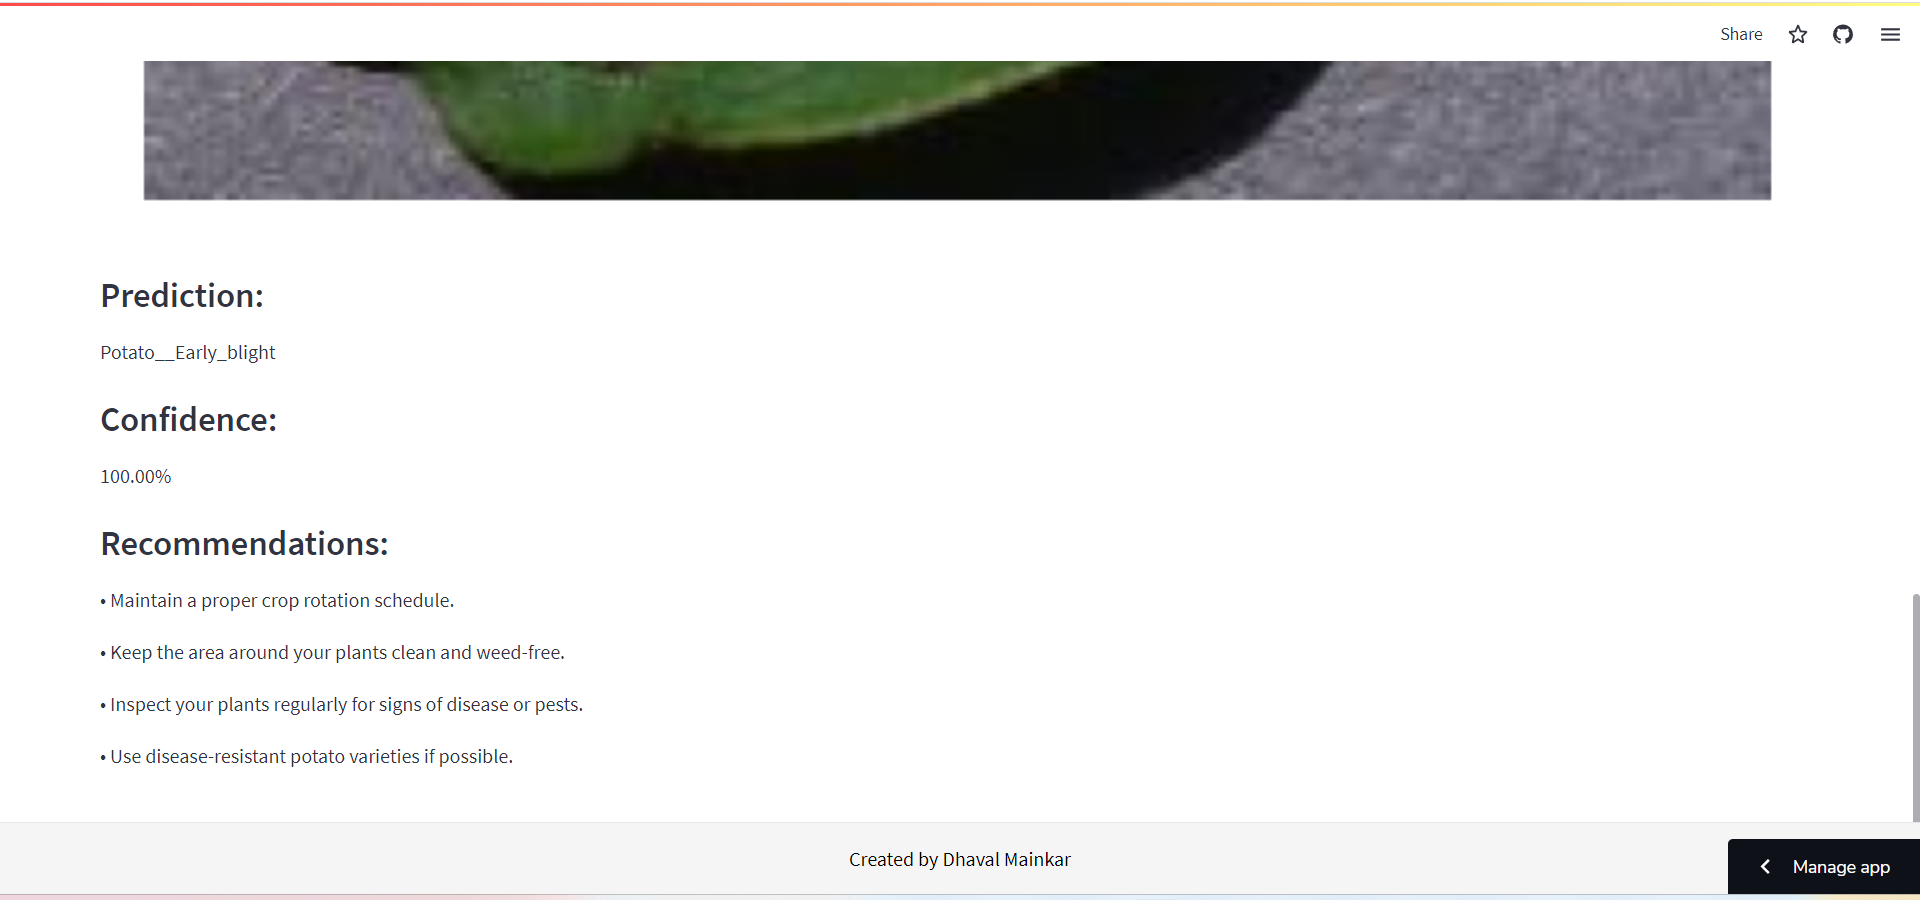 Share
Prediction:
Potato__Early_blight
Confidence:
100.00%
Recommendations:
• Maintain a proper crop rotation schedule.
• Keep the area around your plants clean and weed-free.
• Inspect your plants regularly for signs of disease or pests.
• Use disease-resistant potato varieties if possible.
Created by Dhaval Mainkar
Manage app